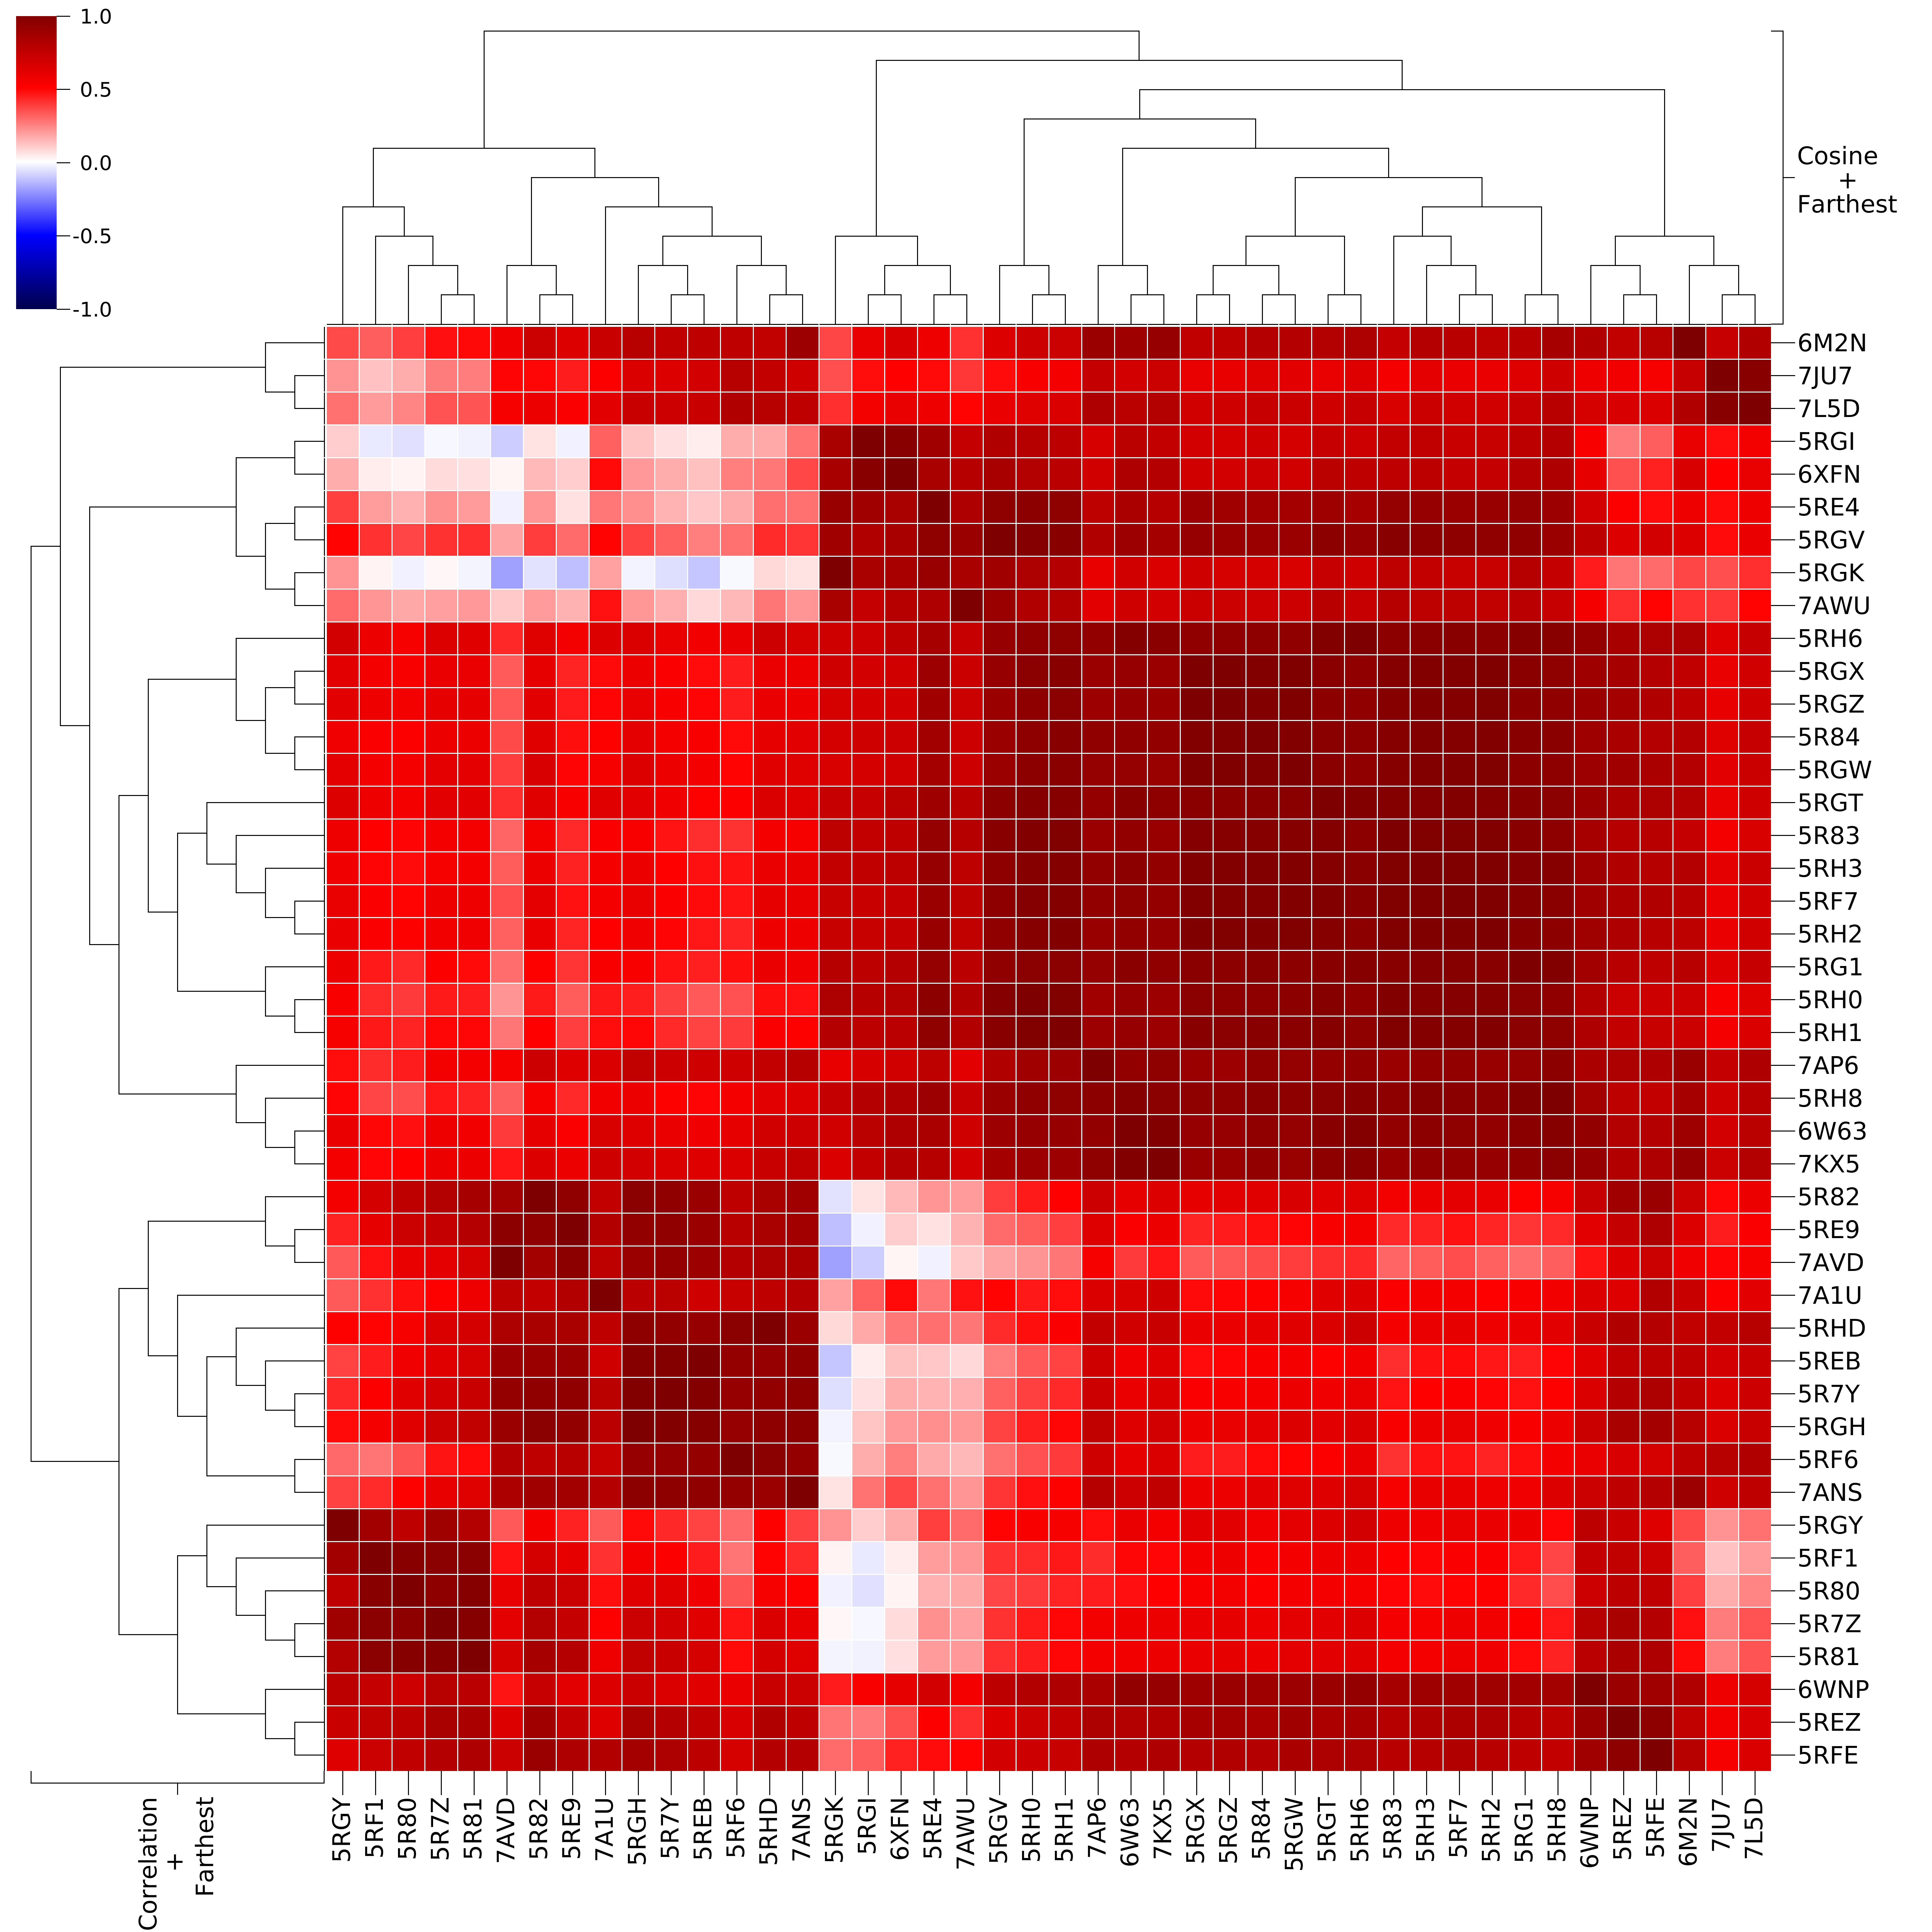 1.0
0.5
0.0
-0.5
-1.0
Cosine
+
Farthest
6M2N
7JU7
7L5D
5RGI
6XFN
5RE4
5RGV
5RGK
7AWU
5RH6
5RGX
5RGZ
5R84
5RGW
5RGT
5R83
5RH3
5RF7
5RH2
5RG1
5RH0
5RH1
7AP6
5RH8
6W63
7KX5
5R82
5RE9
7AVD
7A1U
5RHD
5REB
5R7Y
5RGH
5RF6
7ANS
5RGY
5RF1
5R80
5R7Z
5R81
6WNP
5REZ
5RFE
Correlation
+
Farthest
5RGY
5RF1
5R80
5R7Z
5R81
7AVD
5R82
5RE9
7A1U
5RGH
5R7Y
5REB
5RF6
5RHD
7ANS
5RGK
5RGI
6XFN
5RE4
7AWU
5RGV
5RH0
5RH1
7AP6
6W63
7KX5
5RGX
5RGZ
5R84
5RGW
5RGT
5RH6
5R83
5RH3
5RF7
5RH2
5RG1
5RH8
6WNP
5REZ
5RFE
6M2N
7JU7
7L5D